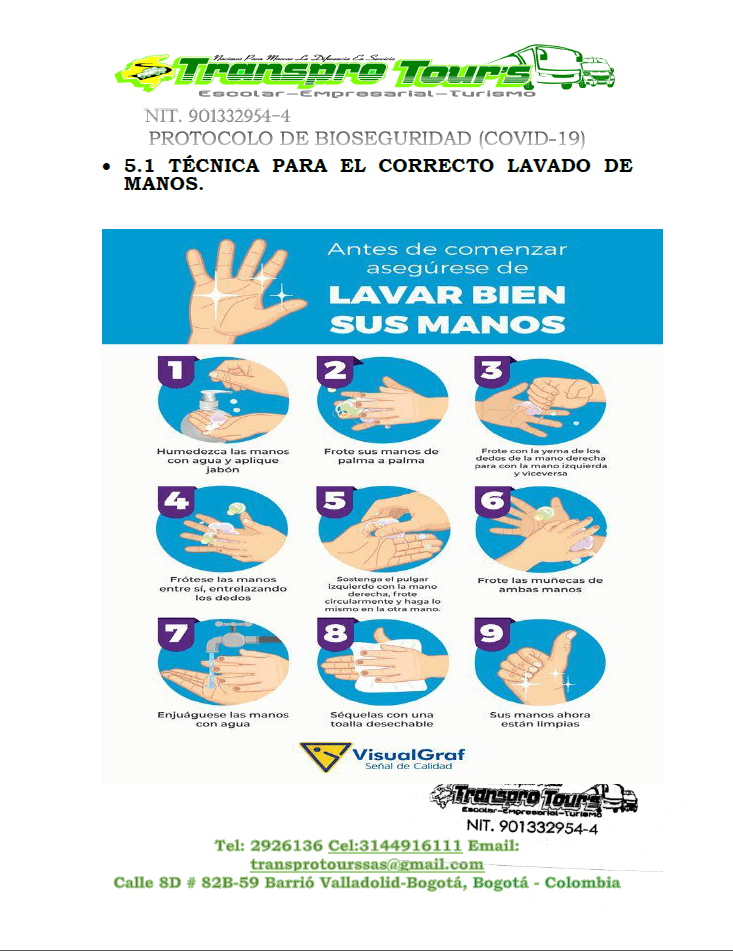 Nacimos Para Marcar La Diferencia En Servicio
Transpro Tour's
Escolar-Empresarial-Turismo
NIT. 901332954-4
PROTOCOLO DE BIOSEGURIDAD (COVID-19)
• 5.1 TÉCNICA PARA EL CORRECTO LAVADO DE
MANOS.
Antes de comenzar
asegúrese de
LAVAR BIEN
SUS MANOS
1
Humedezca las manos
con agua y aplique
jabón
2
Frote sus manos de
palma a palma
3
Frote con la yema de los
dedos de la mano derecha
para con la mano izquierda
y viceversa
4
Frótese las manos
entre sí, entrelazando
los dedos
5
Sostenga el pulgar
izquierdo con la mano
derecha, frote
circularmente y haga lo
mismo en la otra mano.
6
Frote las muñecas de
ambas manos
7
Enjuáguese las manos
con agua
8
Séquelas con una
toalla desechable
9
Sus manos ahora
están limpias
VisualGraf
Señal de Calidad
Transpro Tour's
Escolar-Empresarial-Turismo
NIT. 901332954-4
Tel: 2926136 Cel:3144916111 Email:
transprotourssas@gmail.com
Calle 8D # 82B-59 Barrió Valladolid-Bogotá, Bogotá - Colombia